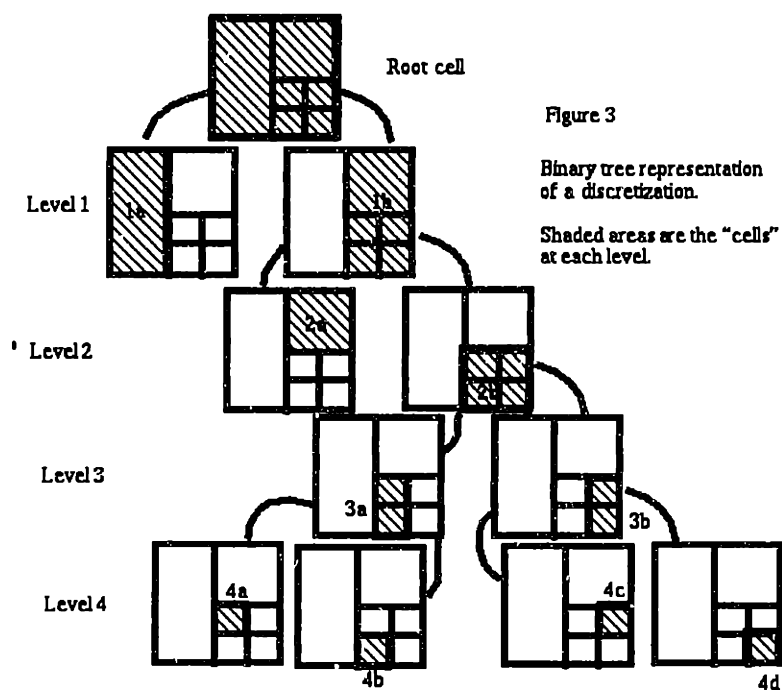 Root cell
Figure 3
Binary tree representation
of a discretization.
Shaded areas are the "cells"
at each level.
Level 1
1a
1b
Level 2
2a
2b
Level 3
3a
3b
Level 4
4a
4b
4c
4d